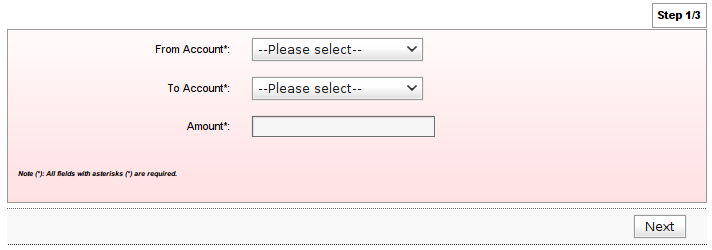 Step 1/3
From Account*: --Please select--
To Account*: --Please select--
Amount*:
Note (*): All fields with asterisks (*) are required.
Next